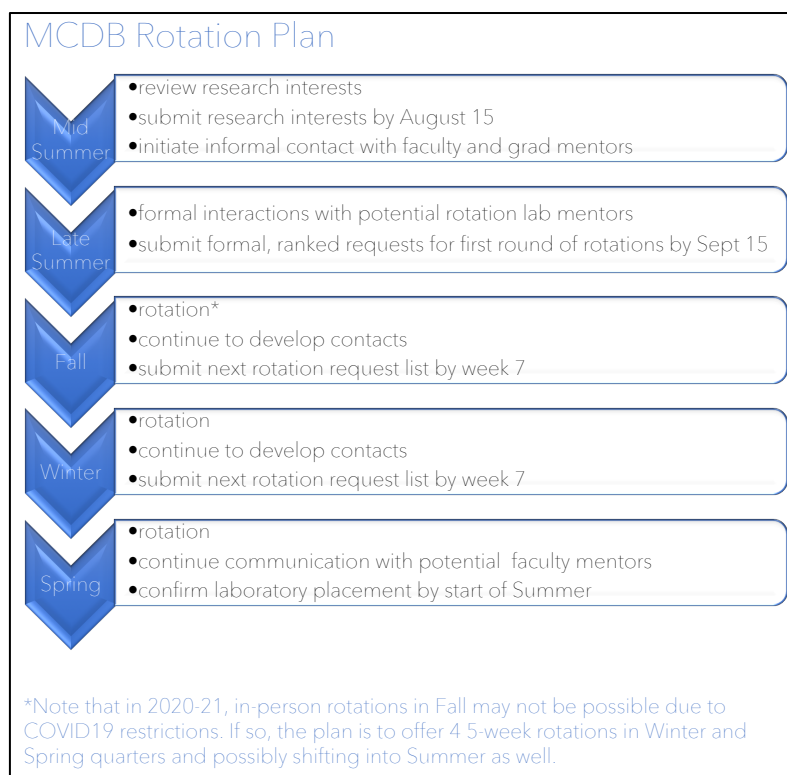 MCDB Rotation Plan
Mid
Summer
•review research interests
•submit research interests by August 15
•initiate informal contact with faculty and grad mentors
Late
Summer
•formal interactions with potential rotation lab mentors
•submit formal, ranked requests for first round of rotations by Sept 15
Fall
•rotation*
•continue to develop contacts
•submit next rotation request list by week 7
Winter
•rotation
•continue to develop contacts
•submit next rotation request list by week 7
Spring
•rotation
•continue communication with potential  faculty mentors
•confirm laboratory placement by start of Summer
*Note that in 2020-21, in-person rotations in Fall may not be possible due to
COVID19 restrictions. If so, the plan is to offer 4 5-week rotations in Winter and
Spring quarters and possibly shifting into Summer as well.